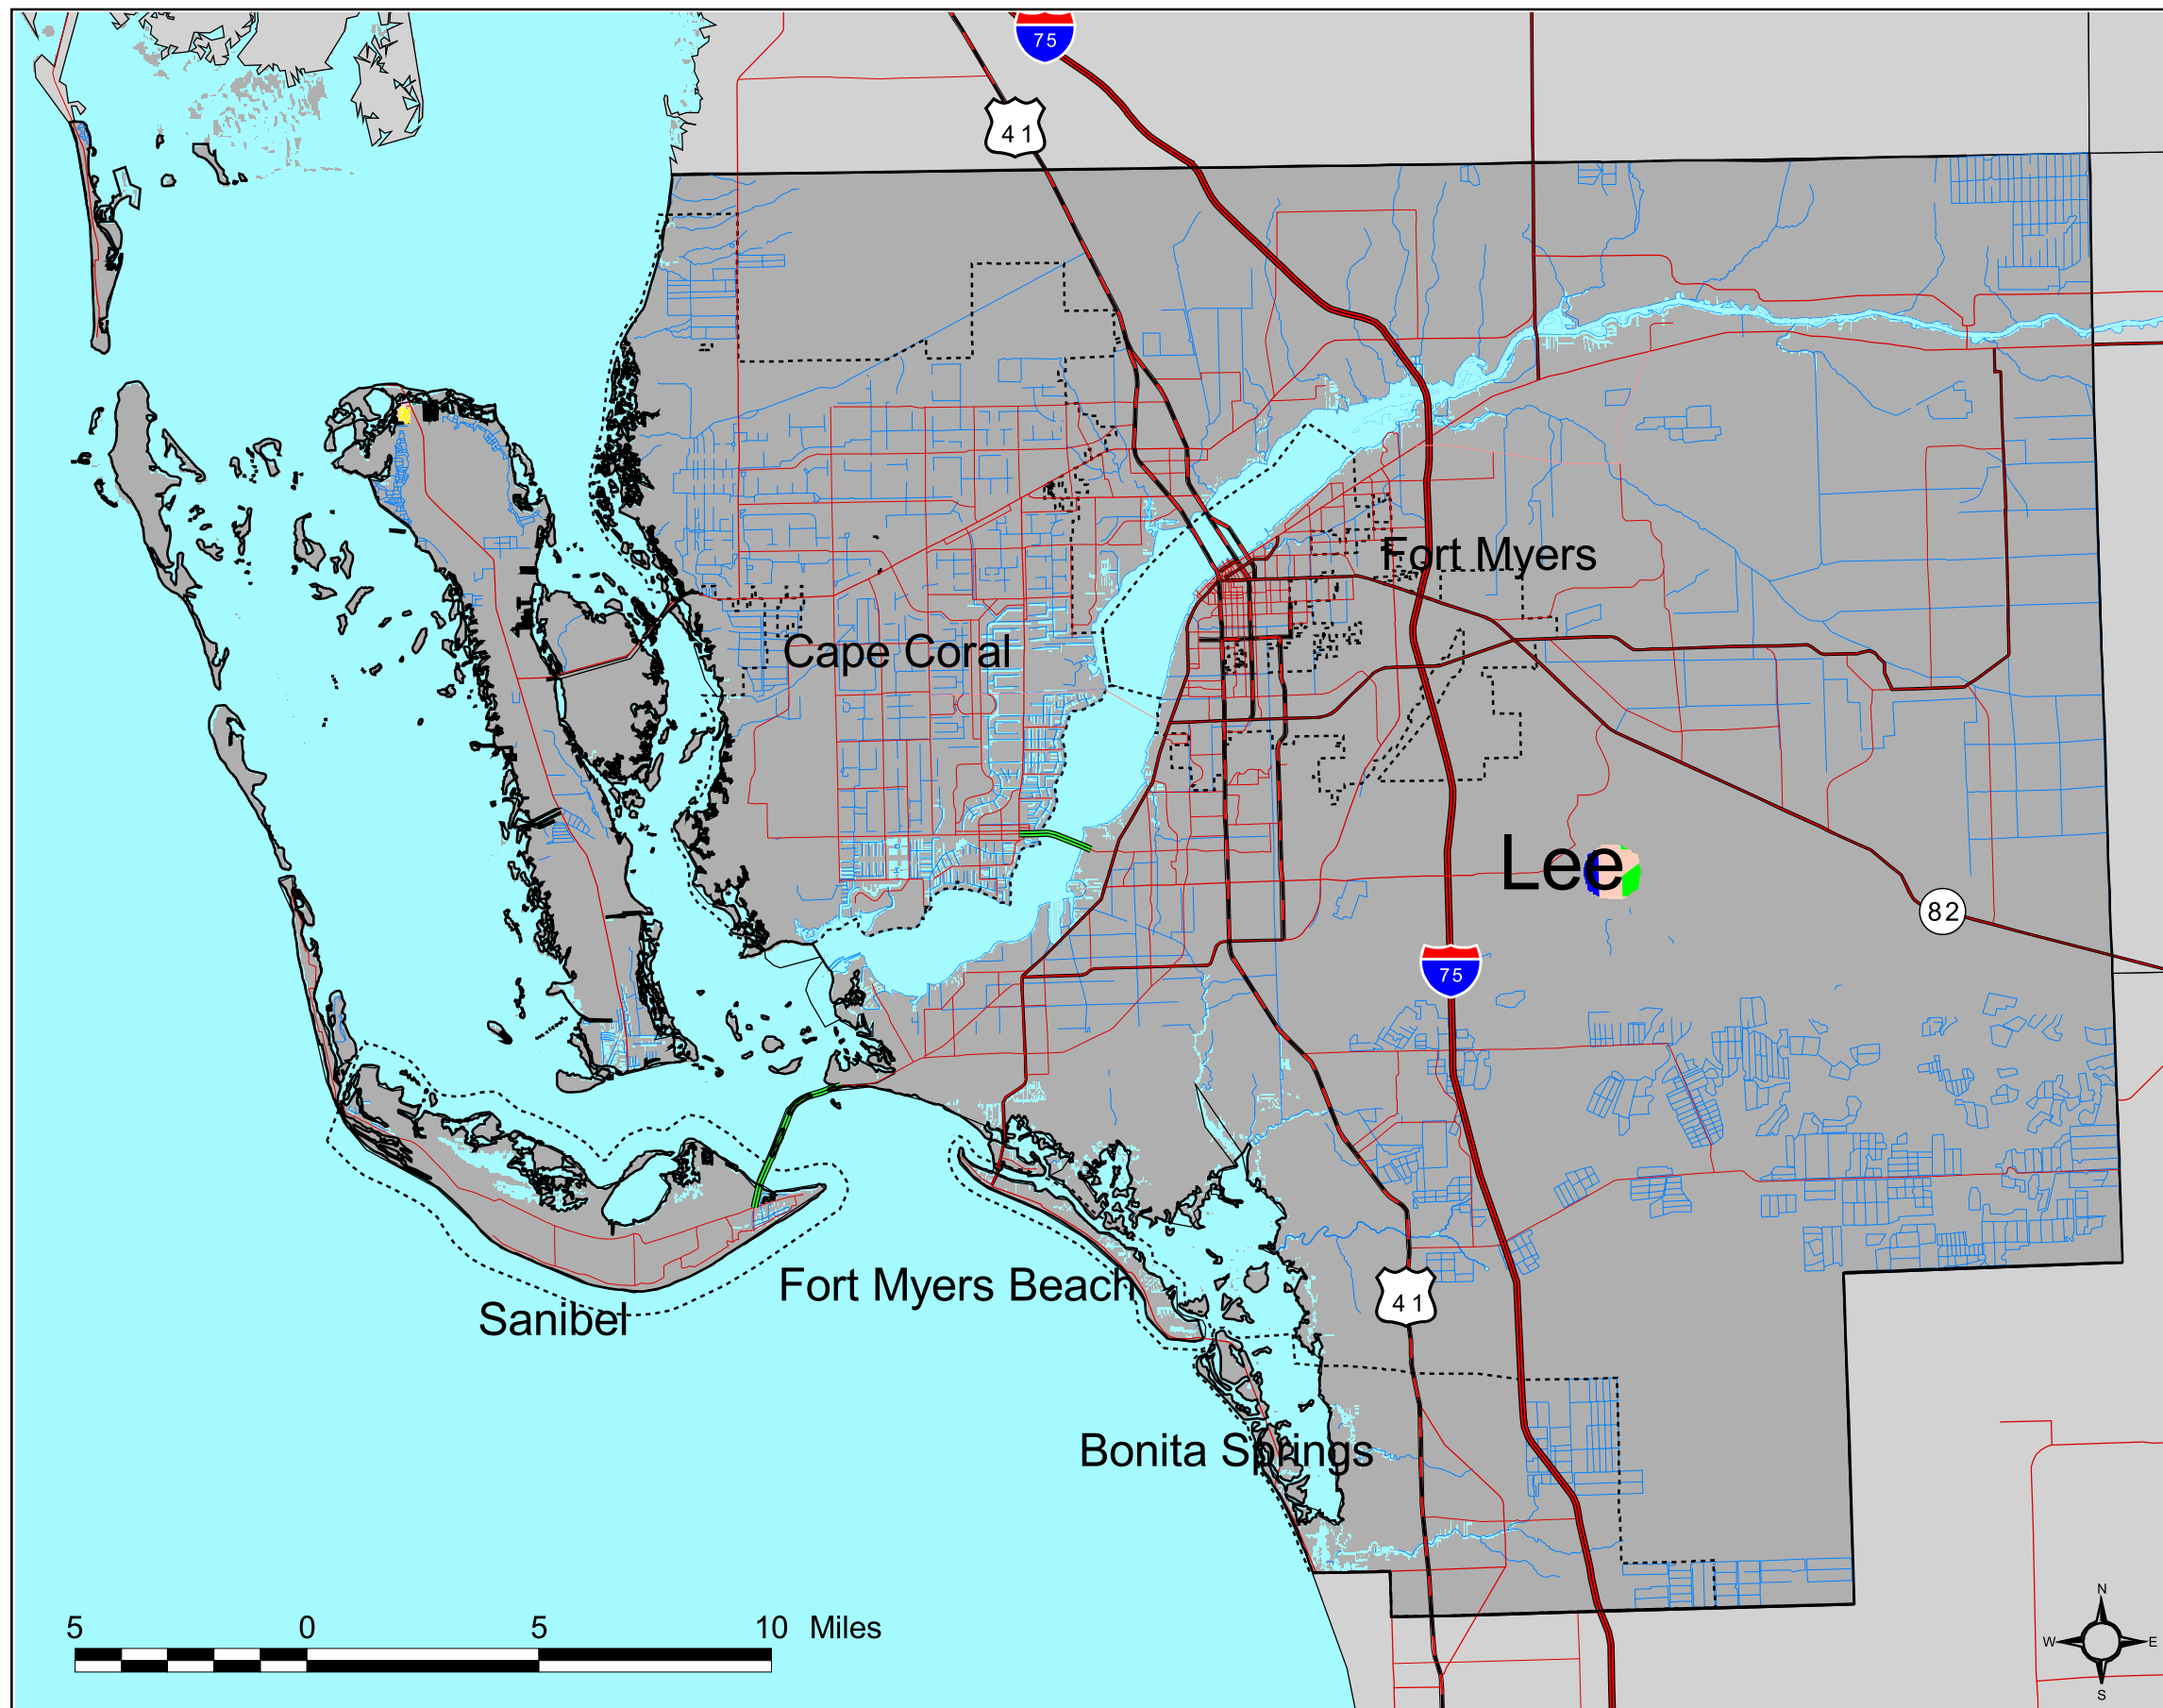 75
41
Fort Myers
Cape Coral
Lee
82
75
Fort Myers Beach
41
Sanibel
Bonita Springs
5 0 5 10 Miles
N
W E
S